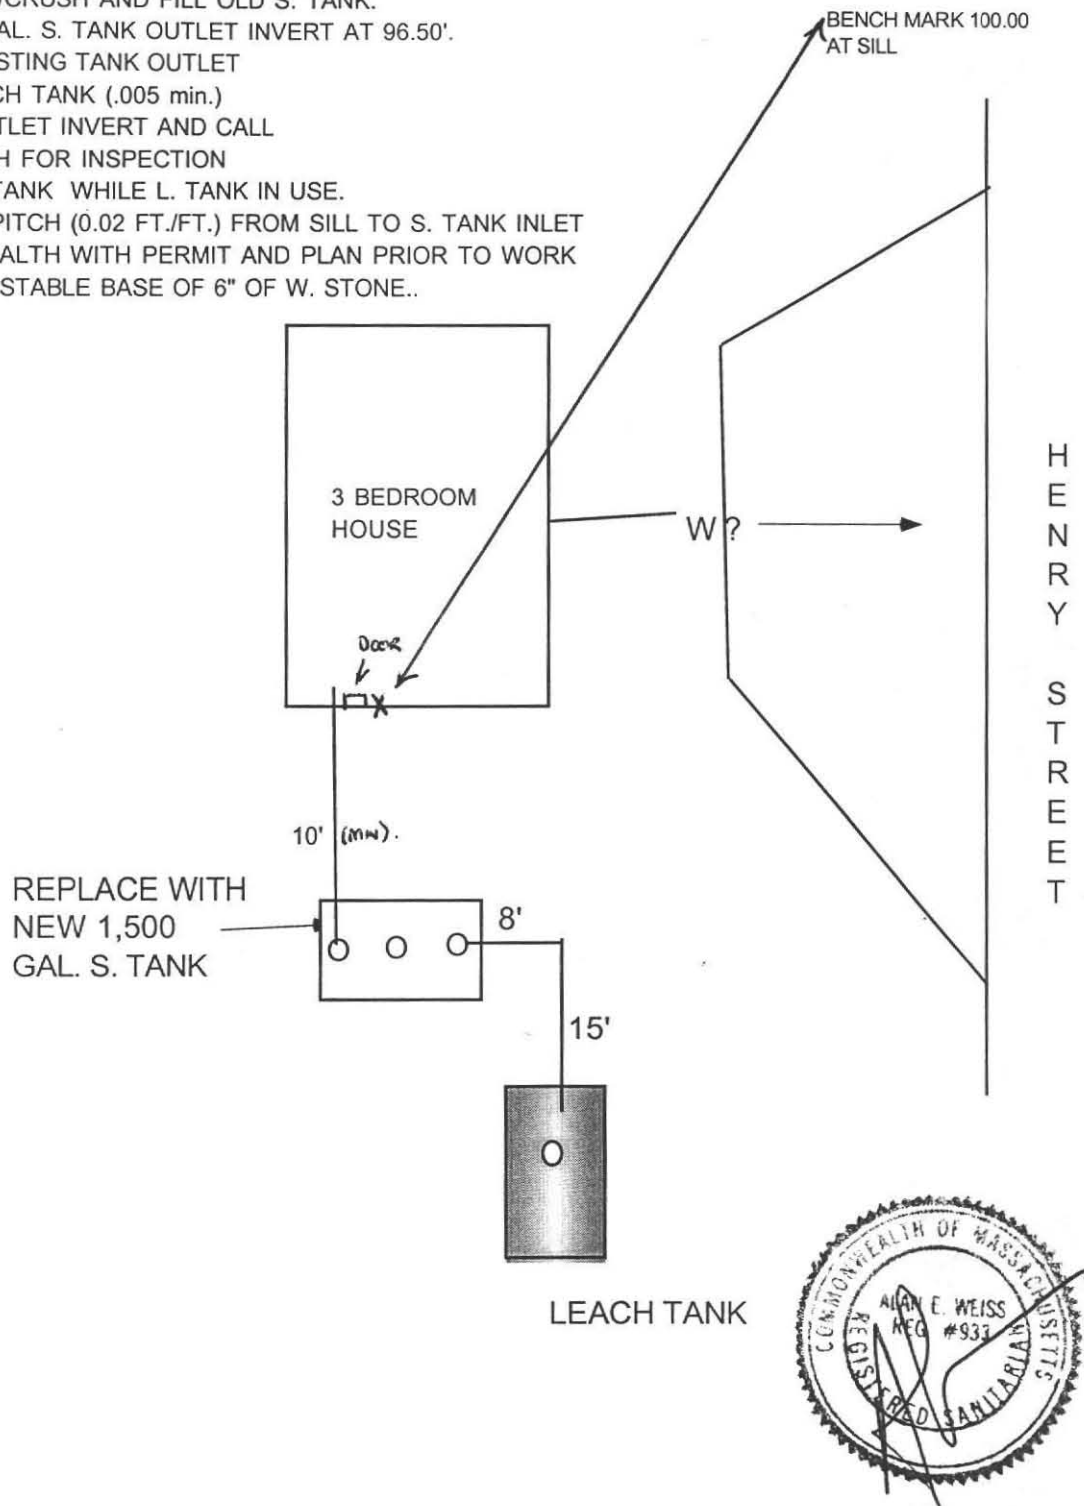 CRUSH AND FILL OLD S. TANK.
AL. S. TANK OUTLET INVERT AT 96.50'.
STING TANK OUTLET
CH TANK (.005 min.)
TLET INVERT AND CALL
H FOR INSPECTION
TANK WHILE L. TANK IN USE.
PITCH (0.02 FT./FT.) FROM SILL TO S. TANK INLET
ALTH WITH PERMIT AND PLAN PRIOR TO WORK
STABLE BASE OF 6" OF W. STONE..
BENCH MARK 100.00
AT SILL
3 BEDROOM
HOUSE
W?
DOOR
X
HENRY STREET
10' (MIN).
REPLACE WITH
NEW 1,500
GAL. S. TANK
8'
15'
LEACH TANK
COMMONWEALTH OF MASSACHUSETTS
ALAN E. WEISS
REG #933
REGISTERED SANITARIAN